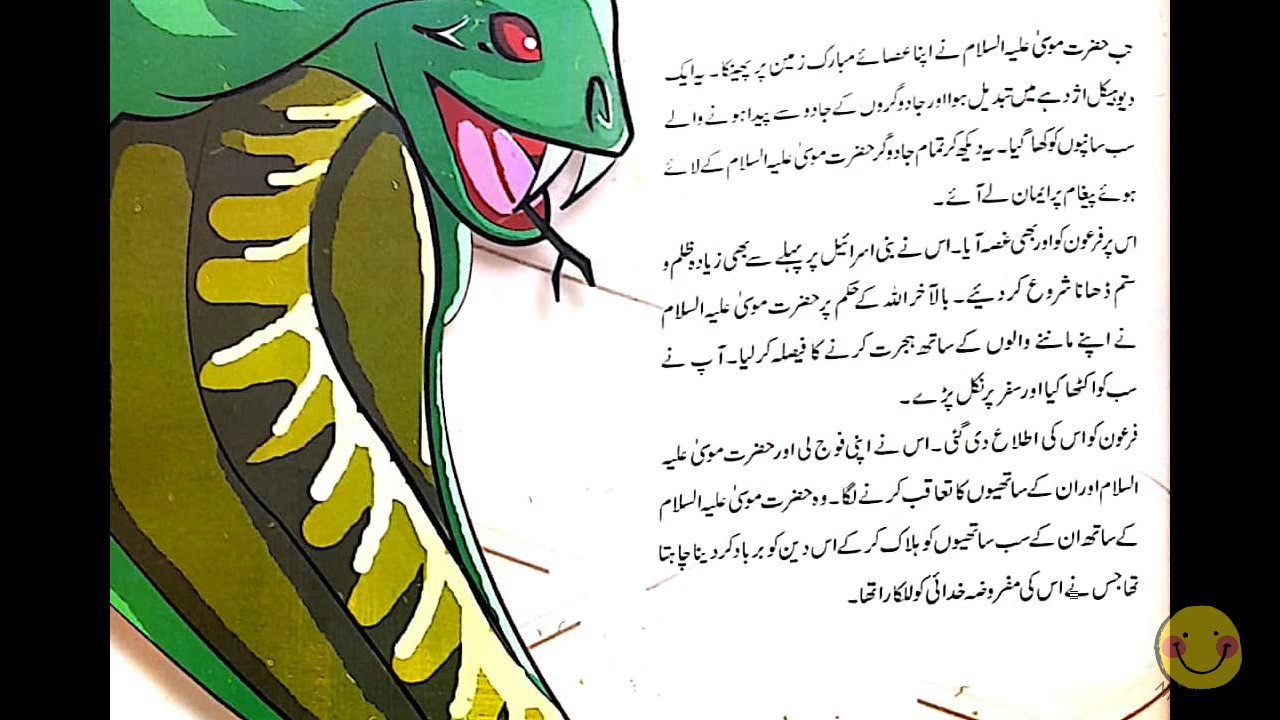 جب حضرت موسیٰ علیہ السلام نے اپنا عصائے مبارک زمین پر پھینکا۔ یہ ایک
دیوہیکل اژدہے میں تبدیل ہوا اور جادوگروں کے جادو سے پیدا ہونے والے
سب سانپوں کو کھا گیا۔ یہ دیکھ کر تمام جادوگر حضرت موسیٰ علیہ السلام کے لائے
ہوئے پیغام پر ایمان لے آئے۔
اس پر فرعون کو اور بھی غصہ آیا۔ اس نے بنی اسرائیل پر پہلے سے بھی زیادہ ظلم و
ستم ڈھانا شروع کر دیئے۔ بالآخر اللہ کے حکم پر حضرت موسیٰ علیہ السلام
نے اپنے ماننے والوں کے ساتھ ہجرت کرنے کا فیصلہ کر لیا۔ آپ نے
سب کو اکٹھا کیا اور سفر پر نکل پڑے۔
فرعون کو اس کی اطلاع دی گئی۔ اس نے اپنی فوج لی اور حضرت موسیٰ علیہ
السلام اور ان کے ساتھیوں کا تعاقب کرنے لگا۔ وہ حضرت موسیٰ علیہ السلام
کے ساتھ ان کے سب ساتھیوں کو ہلاک کر کے اس دین کو برباد کر دینا چاہتا
تھا جس نے اس کی مفروضہ خدائی کو للکارا تھا۔